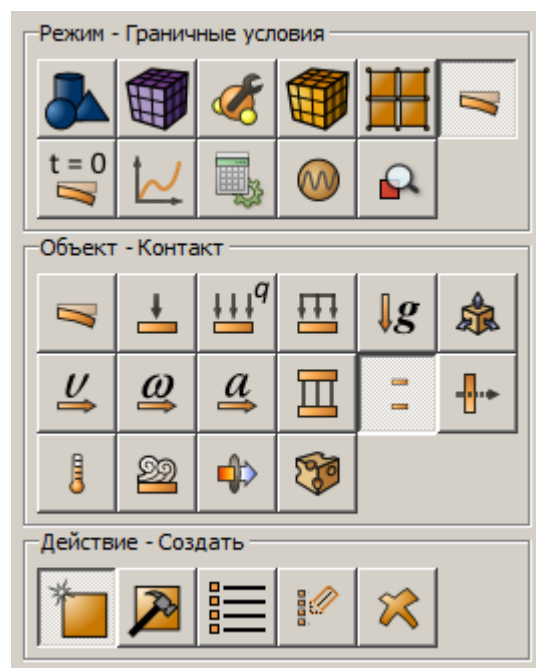 Режим - Граничные условия
t = 0
Объект - Контакт
q
g
υ ω a
Действие - Создать